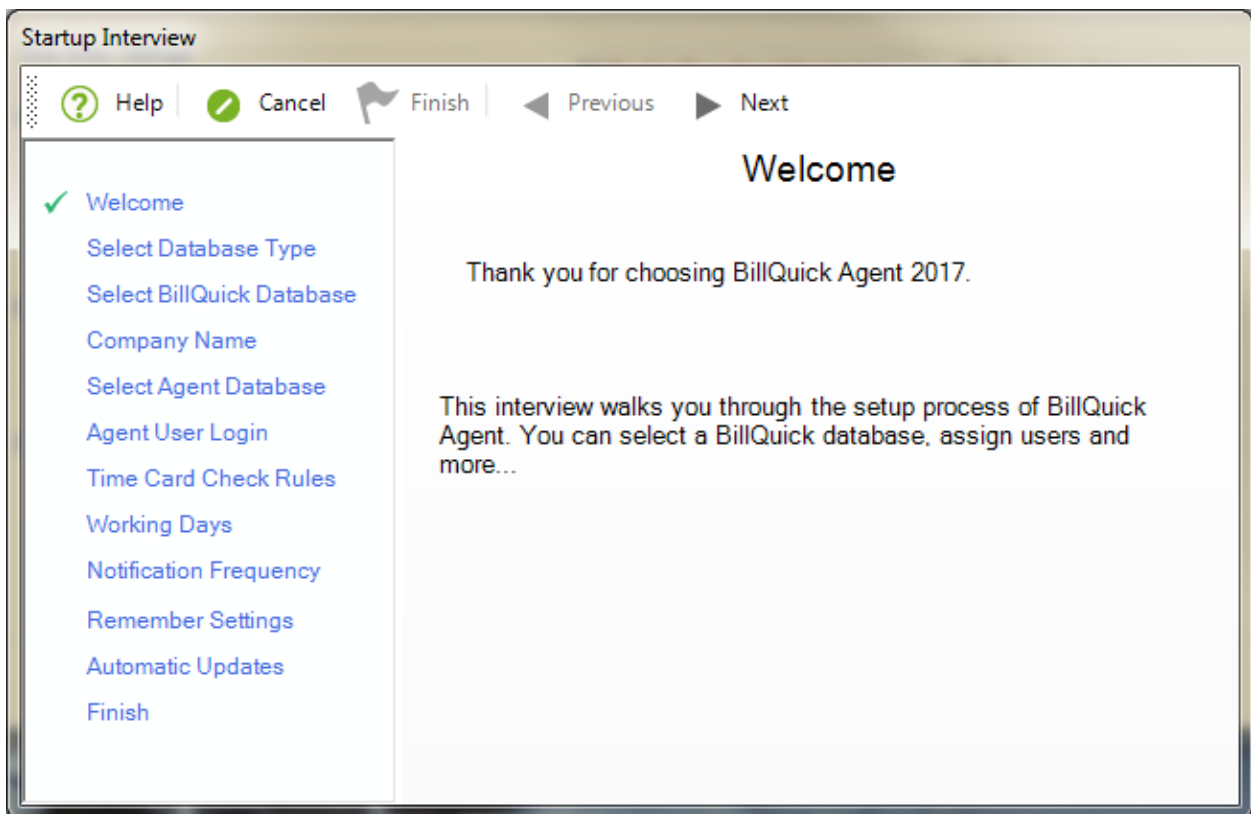 Startup Interview
Help Cancel Finish Previous Next
Welcome
Select Database Type
Select BillQuick Database
Company Name
Select Agent Database
Agent User Login
Time Card Check Rules
Working Days
Notification Frequency
Remember Settings
Automatic Updates
Finish
Welcome
Thank you for choosing BillQuick Agent 2017.
This interview walks you through the setup process of BillQuick
Agent. You can select a BillQuick database, assign users and
more...